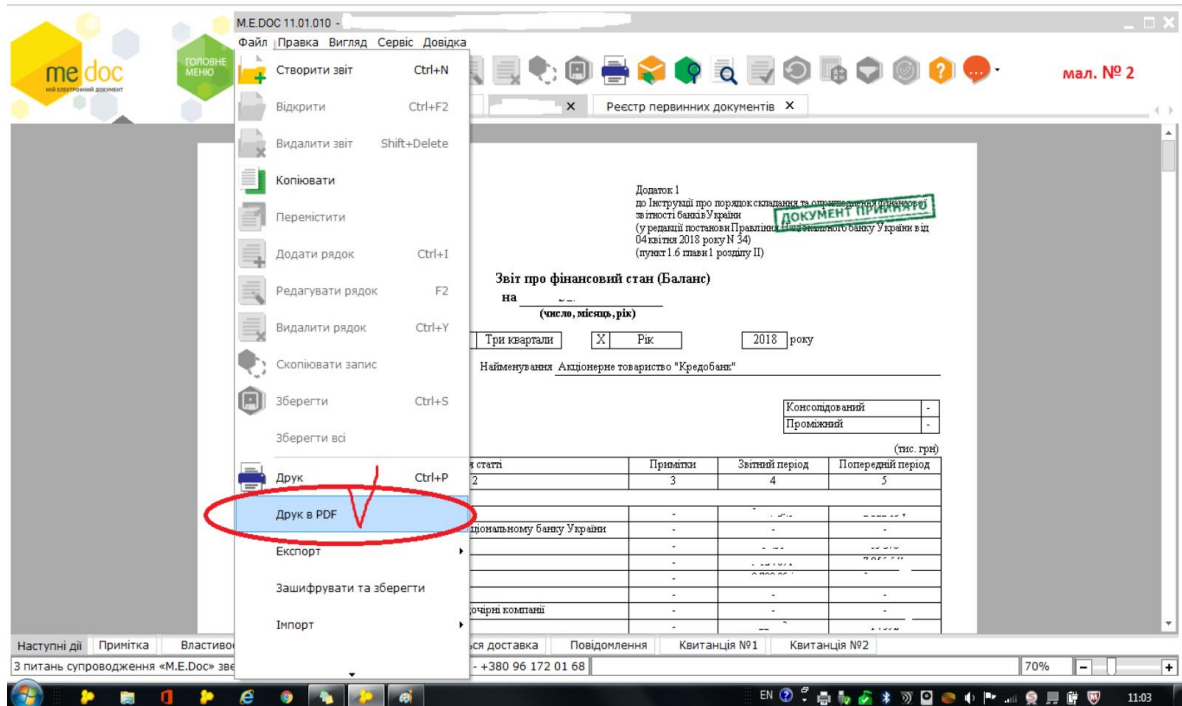 M.E.DOC 11.01.010 -
Файл Правка Вигляд Сервіс Довідка
me doc
мій електронний документ
ГОЛОВНЕ
МЕНЮ
мал. № 2
Реєстр первинних документів X
Створити звіт Ctrl+N
Відкрити Ctrl+F2
Видалити звіт Shift+Delete
Копіювати
Перемістити
Додати рядок Ctrl+I
Редагувати рядок F2
Видалити рядок Ctrl+Y
Скопіювати запис
Зберегти Ctrl+S
Зберегти всі
Друк Ctrl+P
Друк в PDF
Експорт
Зашифрувати та зберегти
Імпорт
Додаток 1
до Інструкції про порядок складання та оприлюднення фінансової
звітності банків України
(у редакції постанови Правління Національного банку України від
04 квітня 2018 року N 34)
(пункт 1.6 глави 1 розділу II)
ДОКУМЕНТ ПРИЙНЯТО
Звіт про фінансовий стан (Баланс)
на
(число, місяць, рік)
Три квартали X Рік 2018 року
Найменування Акціонерне товариство "Кредобанк"
Консолідований -
Проміжний -
(тис. грн)
статті Примітки Звітний період Попередній період
2 3 4 5
банку України
дочірні компанії
Наступні дії Примітка доставка Повідомлення Квитанція №1 Квитанція №2
З питань супроводження «M.E.Doc» - +380 96 172 01 68 70% - +
EN 11:03